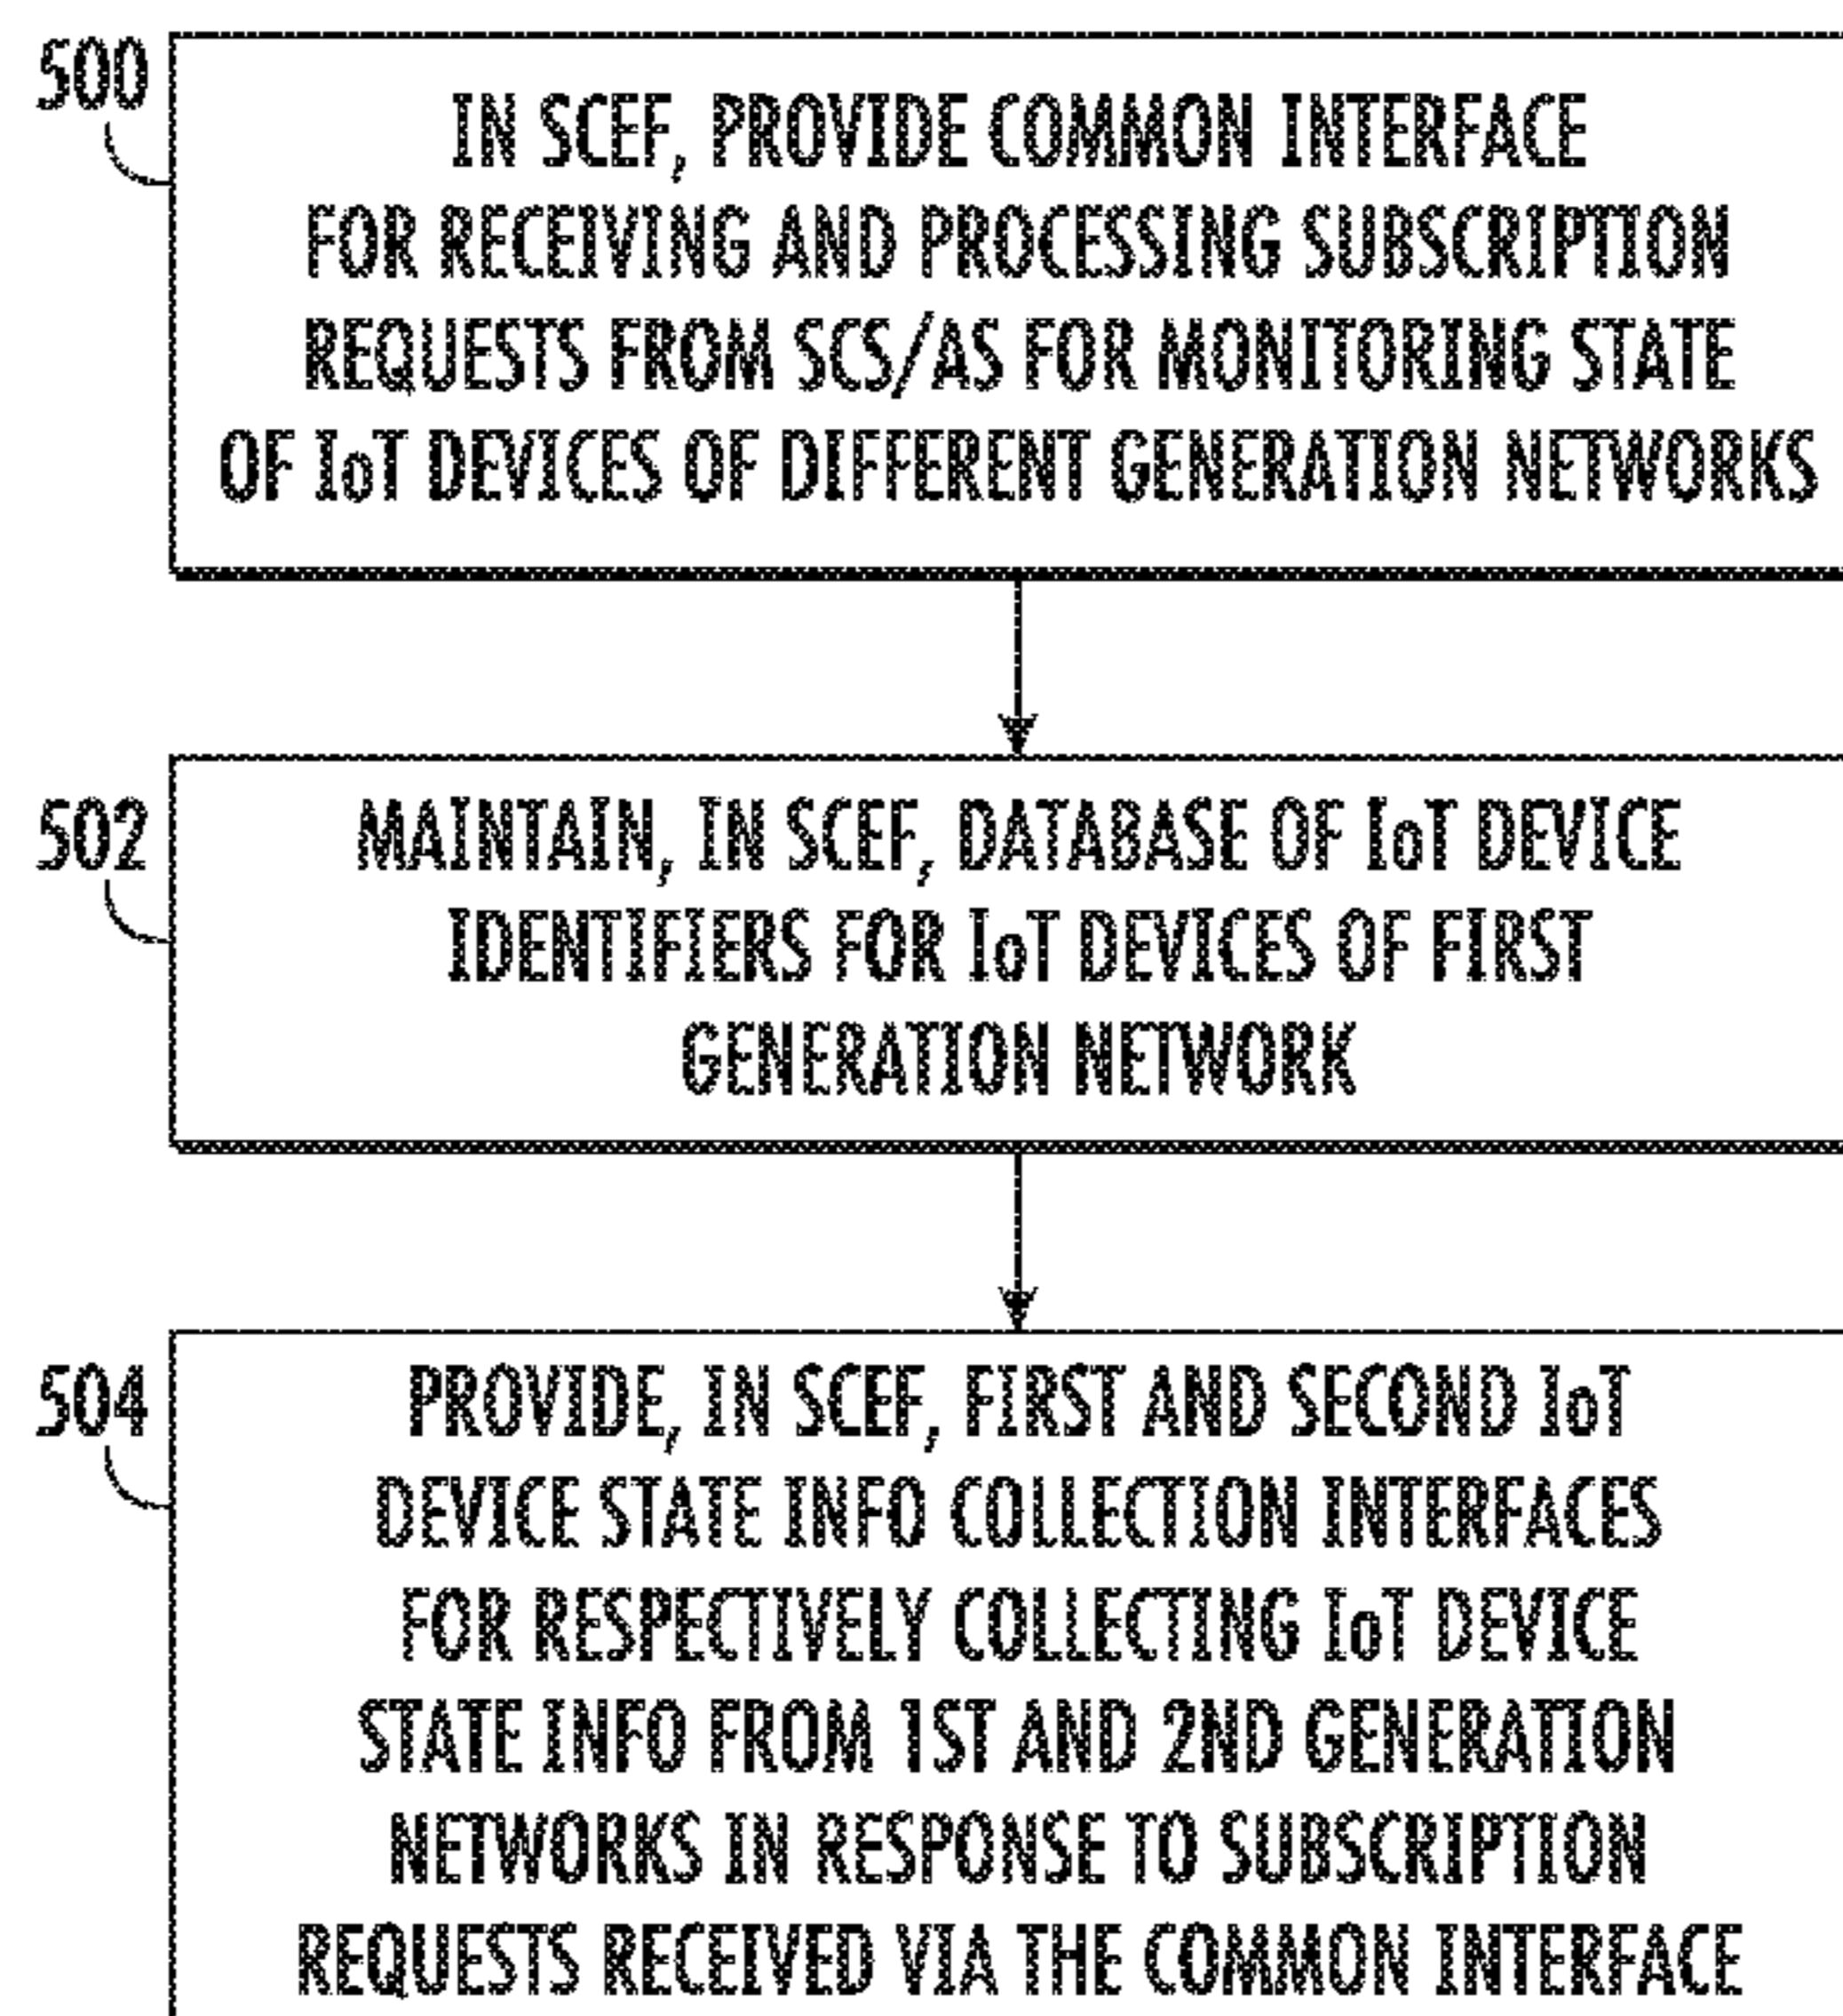 500
IN SCEF, PROVIDE COMMON INTERFACE
FOR RECEIVING AND PROCESSING SUBSCRIPTION
REQUESTS FROM SCS/AS FOR MONITORING STATE
OF IoT DEVICES OF DIFFERENT GENERATION NETWORKS
502
MAINTAIN, IN SCEF, DATABASE OF IoT DEVICE
IDENTIFIERS FOR IoT DEVICES OF FIRST
GENERATION NETWORK
504
PROVIDE, IN SCEF, FIRST AND SECOND IoT
DEVICE STATE INFO COLLECTION INTERFACES
FOR RESPECTIVELY COLLECTING IoT DEVICE
STATE INFO FROM 1ST AND 2ND GENERATION
NETWORKS IN RESPONSE TO SUBSCRIPTION
REQUESTS RECEIVED VIA THE COMMON INTERFACE